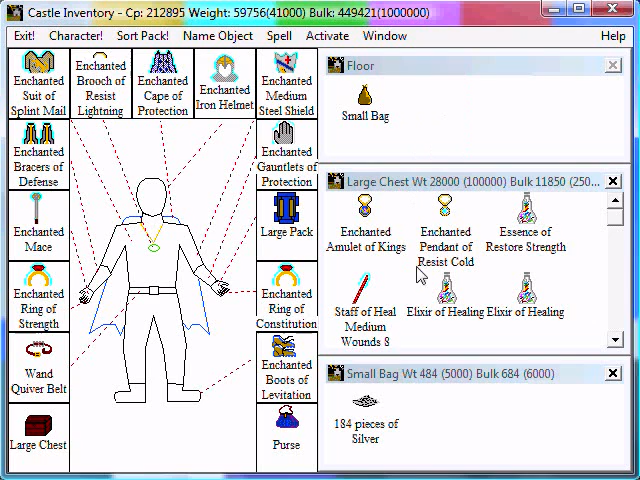 Castle Inventory - Cp: 212895 Weight: 59756(41000) Bulk: 449421(1000000)
Exit! Character! Sort Pack! Name Object Spell Activate Window Help
Enchanted
Suit of
Splint Mail
Enchanted
Brooch of
Resist
Lightning
Enchanted
Cape of
Protection
Enchanted
Iron Helmet
Enchanted
Medium
Steel Shield
Enchanted
Bracers of
Defense
Enchanted
Gauntlets of
Protection
Enchanted
Mace
Large Pack
Enchanted
Ring of
Strength
Enchanted
Ring of
Constitution
Wand
Quiver Belt
Enchanted
Boots of
Levitation
Large Chest
Purse
Floor
Small Bag
Large Chest Wt 28000 (100000) Bulk 11850 (250...
Enchanted
Amulet of Kings
Enchanted
Pendant of
Resist Cold
Essence of
Restore Strength
Staff of Heal
Medium
Wounds 8
Elixir of Healing
Elixir of Healing
Small Bag Wt 484 (5000) Bulk 684 (6000)
184 pieces of
Silver